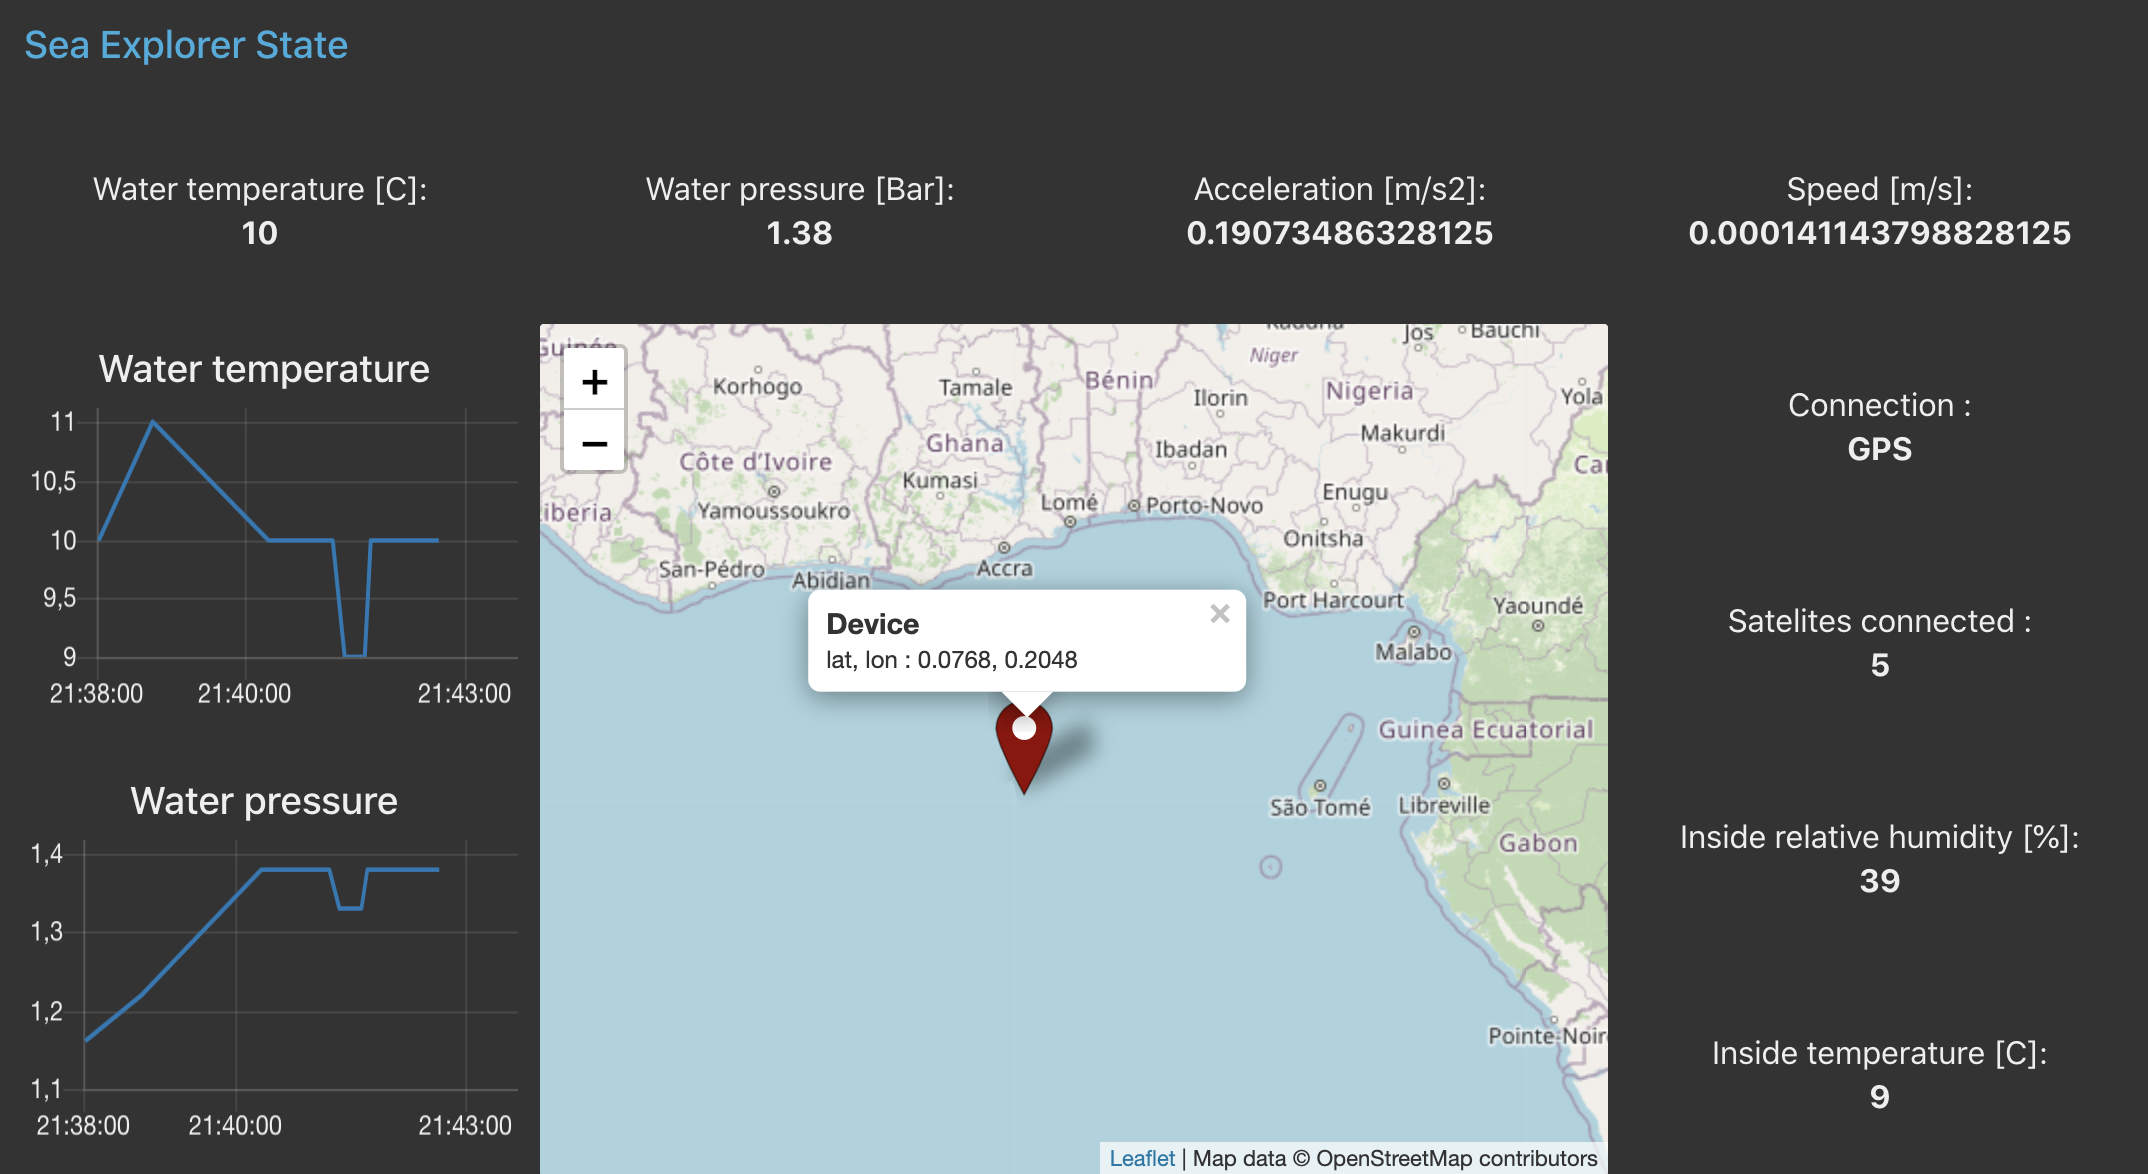 Sea Explorer State
Water temperature [C]:
10
Water pressure [Bar]:
1.38
Acceleration [m/s2]:
0.19073486328125
Speed [m/s]:
0.000141143798828125
Water temperature
11
10,5
10
9,5
9
21:38:00 21:40:00 21:43:00
Water pressure
1,4
1,3
1,2
1,1
21:38:00 21:40:00 21:43:00
+
−
Guinée
Kaduna
Jos
Bauchi
Niger
Korhogo
Tamale
Bénin
Ilorin
Nigeria
Yola
Ghana
Makurdi
Côte d'Ivoire
Ibadan
Kumasi
Enugu
iberia
Yamoussoukro
Lomé
Porto-Novo
Onitsha
San-Pédro
Abidjan
Accra
Port Harcourt
Yaoundé
Malabo
Device
×
lat, lon : 0.0768, 0.2048
Guinea Ecuatorial
São Tomé
Libreville
Gabon
Pointe-Noir
Leaflet | Map data © OpenStreetMap contributors
Connection :
GPS
Satelites connected :
5
Inside relative humidity [%]:
39
Inside temperature [C]:
9